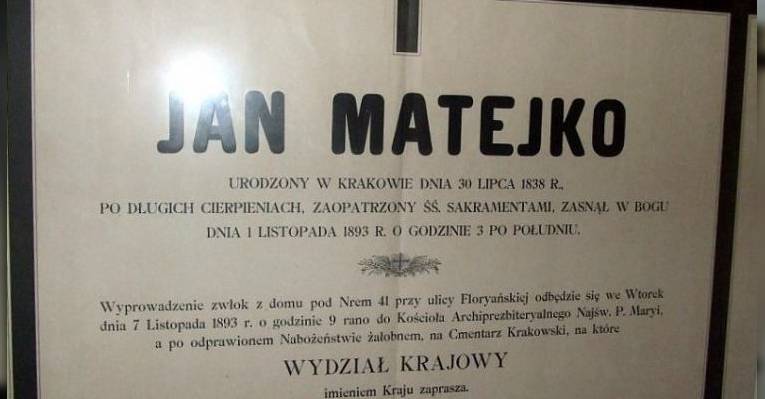 JAN MATEJKO
URODZONY W KRAKOWIE DNIA 30 LIPCA 1838 R.,
PO DŁUGICH CIERPIENIACH, ZAOPATRZONY ŚŚ. SAKRAMENTAMI, ZASNĄŁ W BOGU
DNIA 1 LISTOPADA 1893 R. O GODZINIE 3 PO POŁUDNIU.
Wyprowadzenie zwłok z domu pod Nrem 41 przy ulicy Floryańskiej odbędzie się we Wtorek
dnia 7 Listopada 1893 r. o godzinie 9 rano do Kościoła Archiprezbiteryalnego Najśw. P. Maryi,
a po odprawionem Nabożeństwie żałobnem, na Cmentarz Krakowski, na które
WYDZIAŁ KRAJOWY
imieniem Kraju zaprasza.